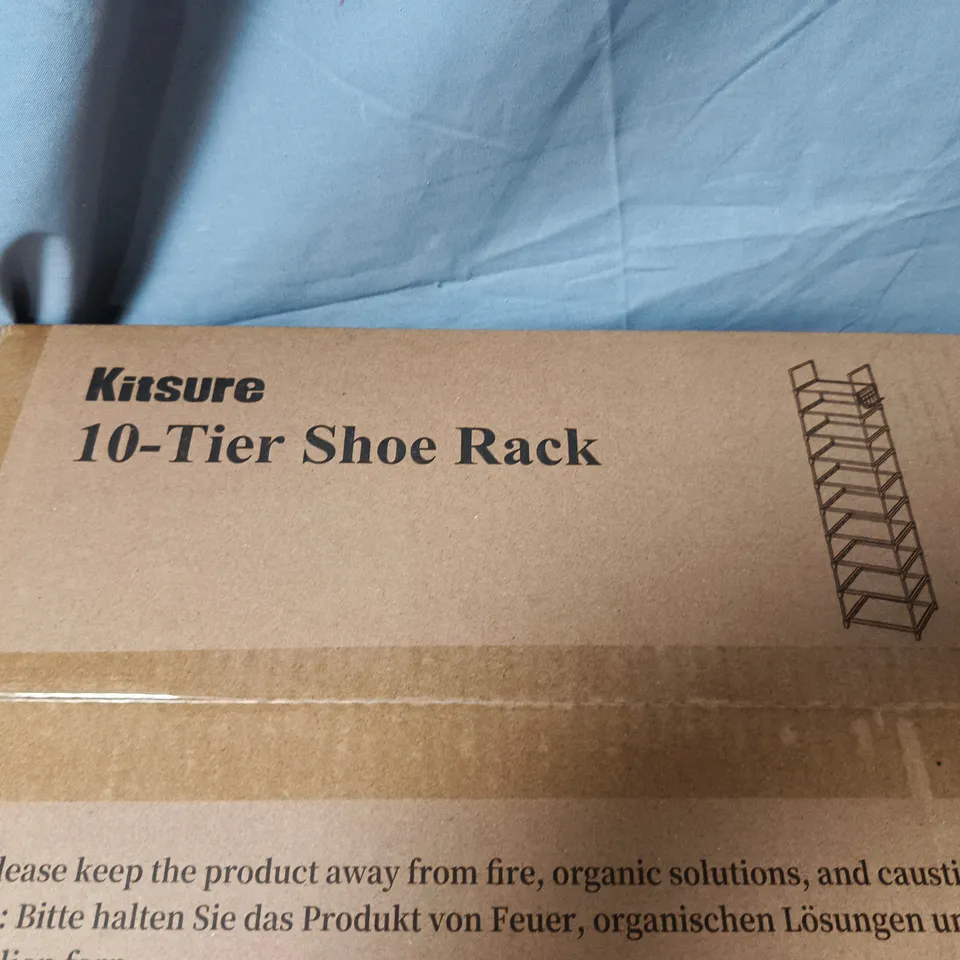 Kitsure
10-Tier Shoe Rack
lease keep the product away from fire, organic solutions, and causti
: Bitte halten Sie das Produkt von Feuer, organischen Lösungen un